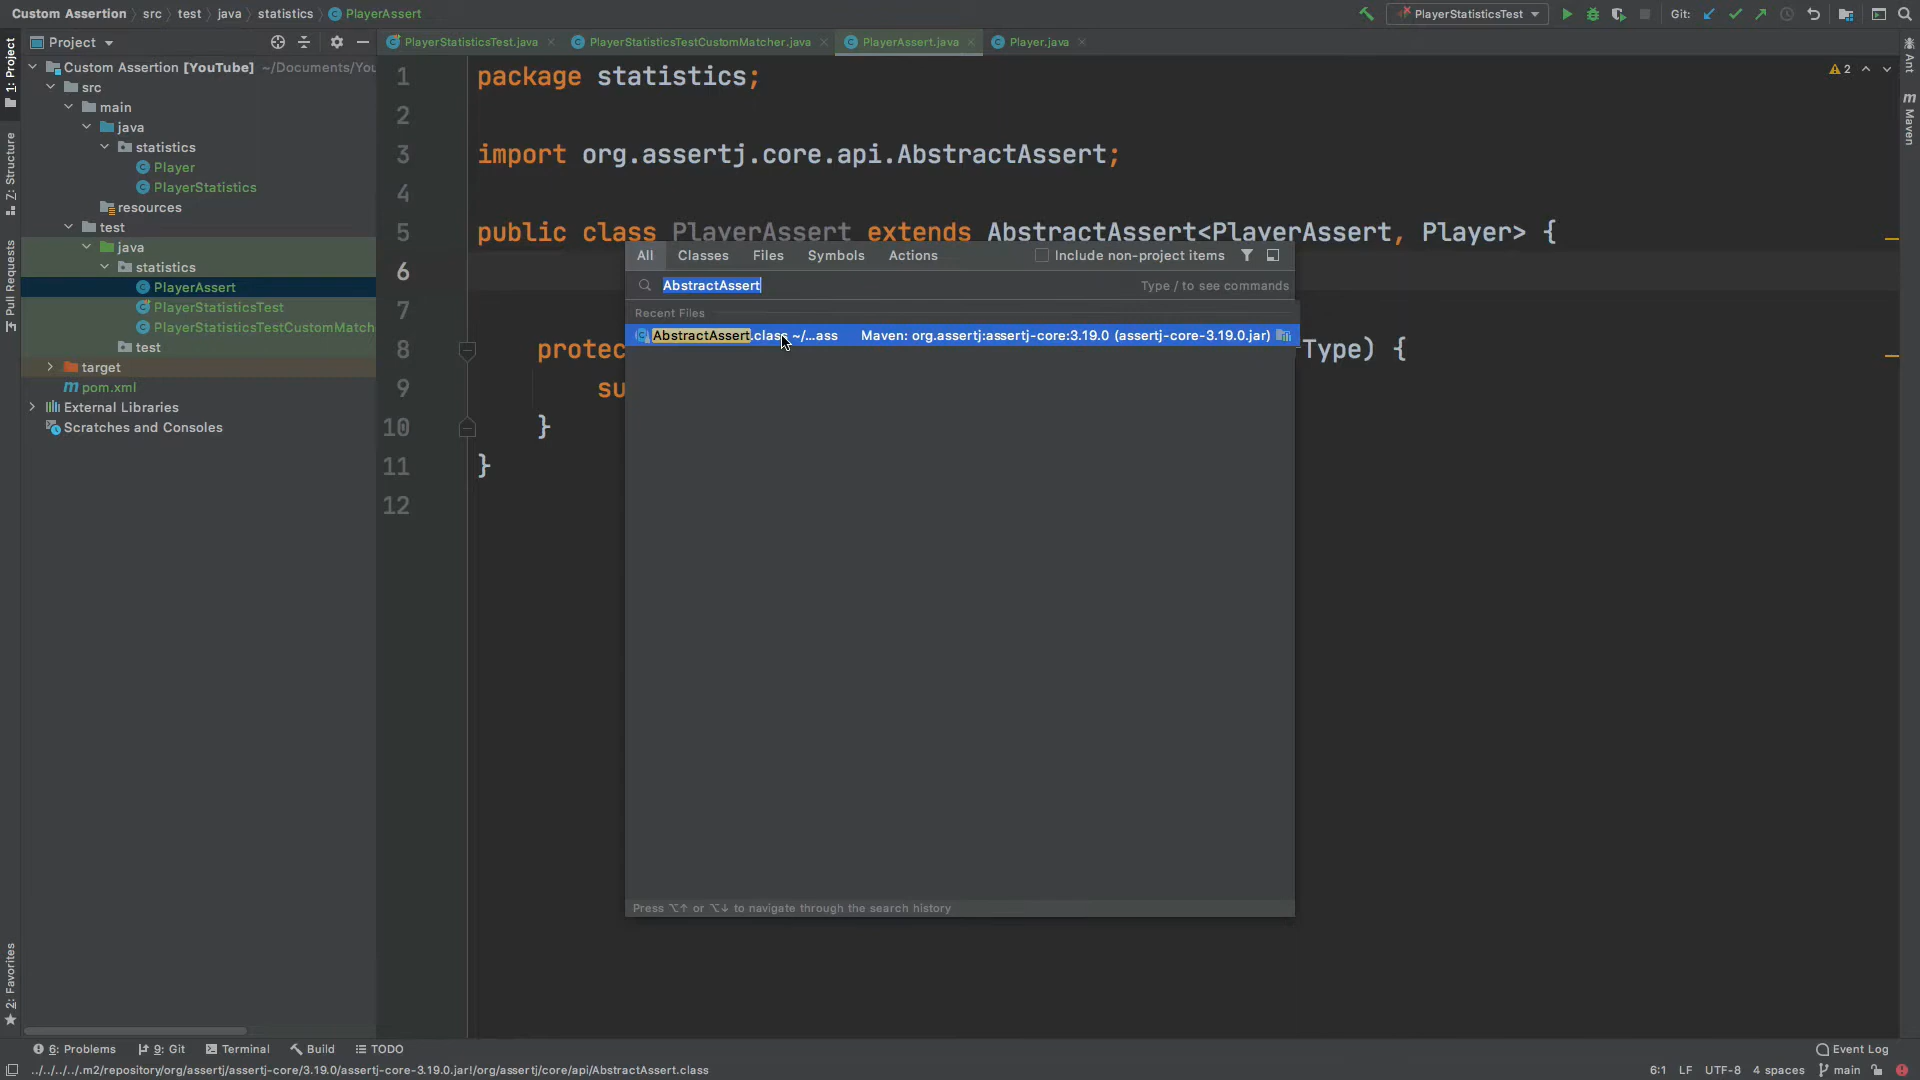 Custom Assertion src test java statistics PlayerAssert
PlayerStatisticsTest Git:
1: Project
Z: Structure
Pull Requests
2: Favorites
Project
PlayerStatisticsTest.java PlayerStatisticsTestCustomMatcher.java PlayerAssert.java Player.java
Custom Assertion [YouTube] ~/Documents/You
src
main
java
statistics
Player
PlayerStatistics
resources
test
java
statistics
PlayerAssert
PlayerStatisticsTest
PlayerStatisticsTestCustomMatch
test
target
pom.xml
External Libraries
Scratches and Consoles
1 package statistics;
2
3 import org.assertj.core.api.AbstractAssert;
4
5 public class PlayerAssert extends AbstractAssert<PlayerAssert, Player> {
6
7
8 protec Type) {
9 su
10 }
11 }
12
2
All Classes Files Symbols Actions Include non-project items
AbstractAssert Type / to see commands
Recent Files
AbstractAssert.class ~/...ass Maven: org.assertj:assertj-core:3.19.0 (assertj-core-3.19.0.jar)
Press ⌥↑ or ⌥↓ to navigate through the search history
Ant
Maven
6: Problems 9: Git Terminal Build TODO Event Log
../../../../.m2/repository/org/assertj/assertj-core/3.19.0/assertj-core-3.19.0.jar!/org/assertj/core/api/AbstractAssert.class 6:1 LF UTF-8 4 spaces main